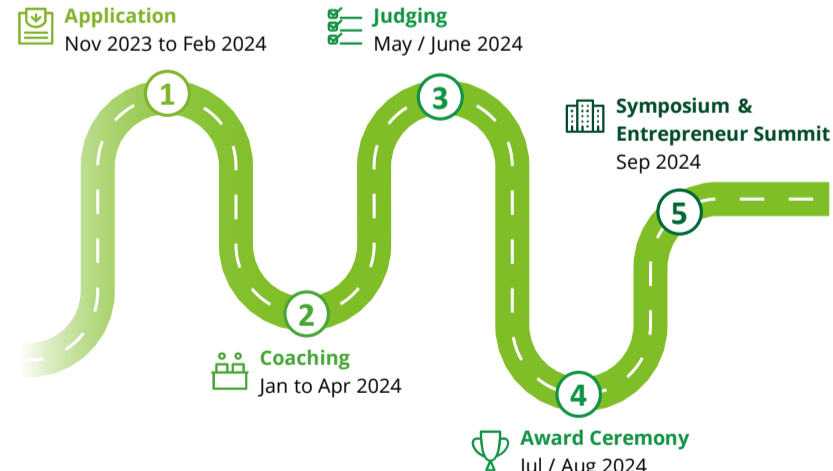 Application
Nov 2023 to Feb 2024
1
Coaching
Jan to Apr 2024
2
Judging
May / June 2024
3
Award Ceremony
Jul / Aug 2024
4
Symposium &
Entrepreneur Summit
Sep 2024
5